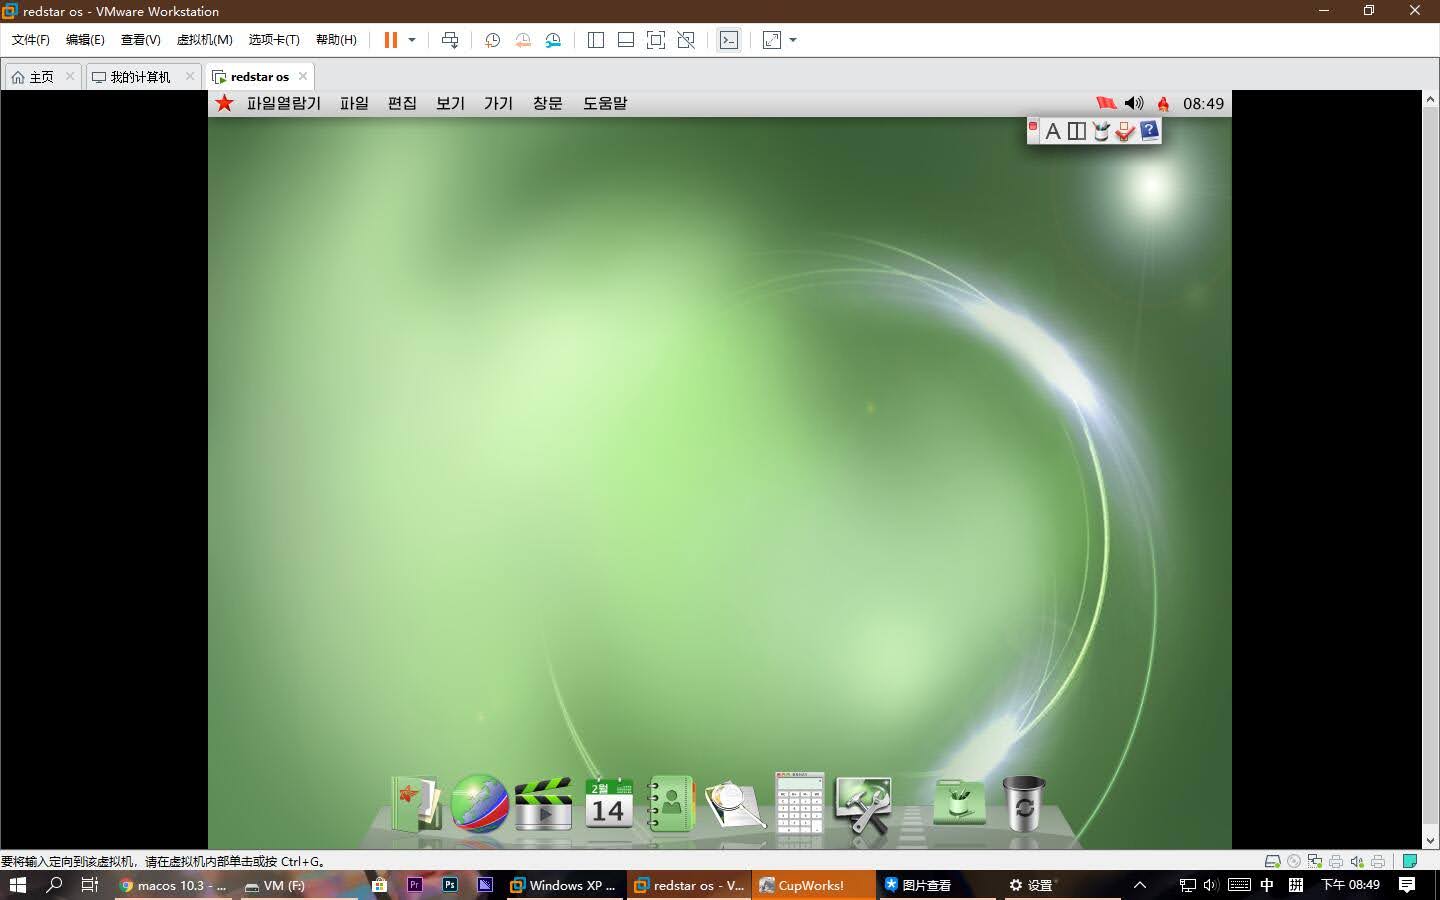 redstar os - VMware Workstation
文件(F) 编辑(E) 查看(V) 虚拟机(M) 选项卡(T) 帮助(H)
主页 我的计算机 redstar os
파일열람기 파일 편집 보기 가기 창문 도움말 08:49
A
2월
14
要将输入定向到该虚拟机，请在虚拟机内部单击或按 Ctrl+G。
macos 10.3 - ... VM (F:) Pr Ps Windows XP ... redstar os - V... CupWorks! 图片查看 设置 中 拼 下午 08:49